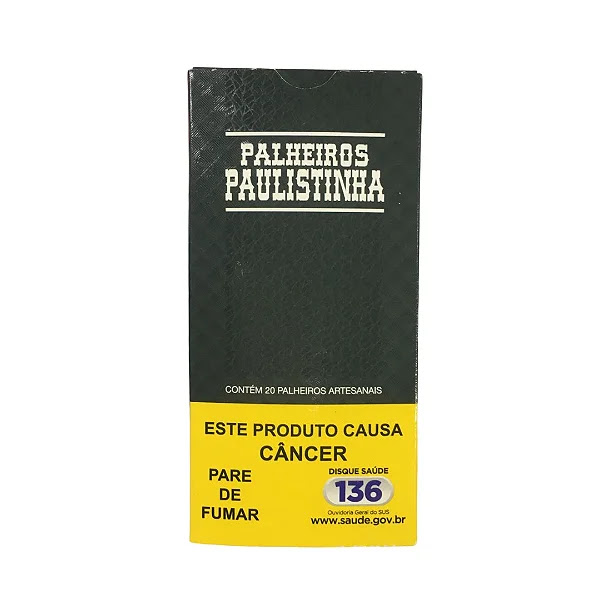 PALHEIROS
PAULISTINHA
CONTÉM 20 PALHEIROS ARTESANAIS
ESTE PRODUTO CAUSA
CÂNCER
PARE
DE
FUMAR
DISQUE SAÚDE
136
Ouvidoria Geral do SUS
www.saude.gov.br